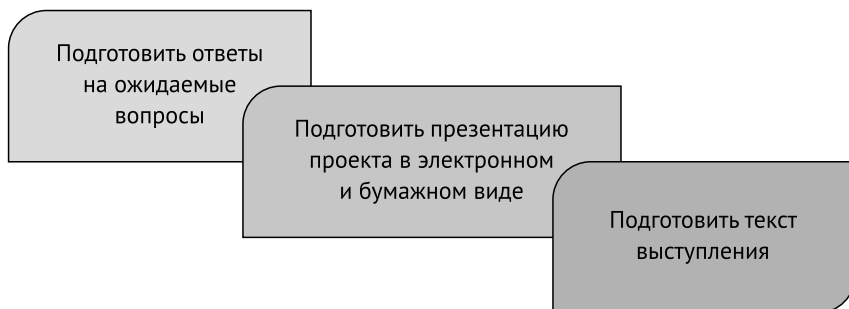 Подготовить ответы
на ожидаемые
вопросы
Подготовить презентацию
проекта в электронном
и бумажном виде
Подготовить текст
выступления